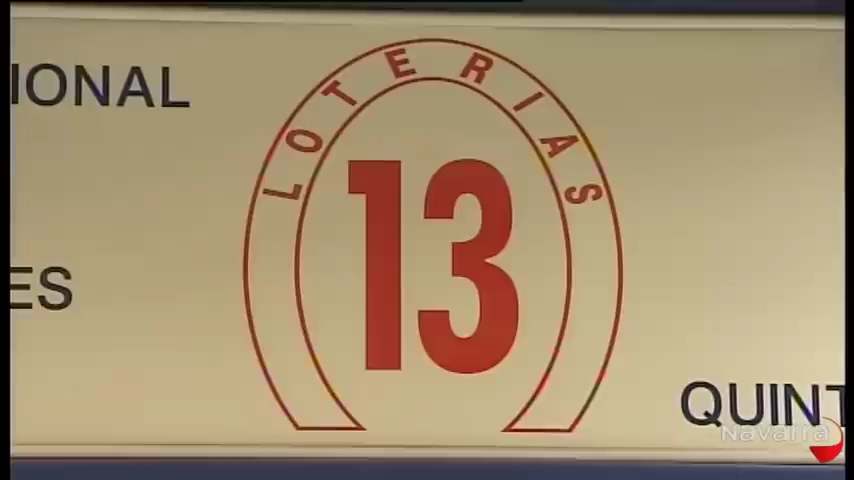 IONAL
LOTERIAS
13
ES
QUINT
Navarra